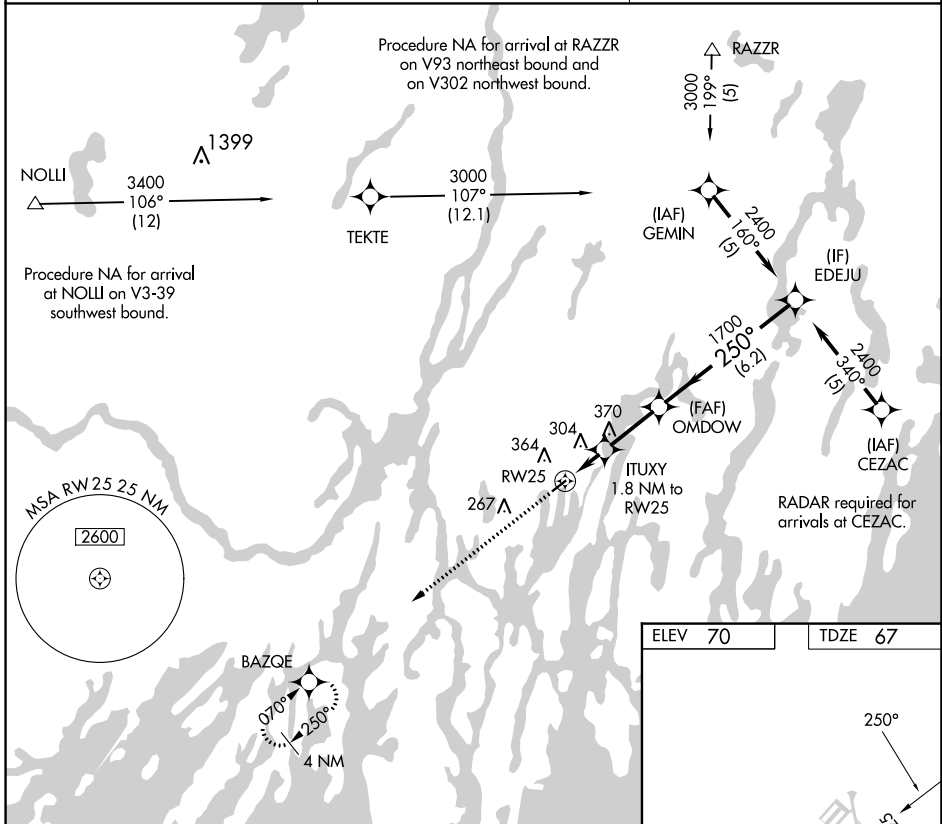 Procedure NA for arrival at RAZZR
on V93 northeast bound and
on V302 northwest bound.
RAZZR
3000
199°
(5)
1399
NOLLI
3400
106°
(12)
3000
107°
(12.1)
TEKTE
(IAF)
GEMIN
2400
160°
(5)
(IF)
EDEJU
Procedure NA for arrival
at NOLLI on V3-39
southwest bound.
1700
250°
(6.2)
2400
340°
(5)
(FAF)
OMDOW
370
304
364
(IAF)
CEZAC
RW25
ITUXY
1.8 NM to
RW25
267
RADAR required for
arrivals at CEZAC.
MSA RW25 25 NM
2600
ELEV 70
TDZE 67
BAZQE
070°
250°
4 NM
250°